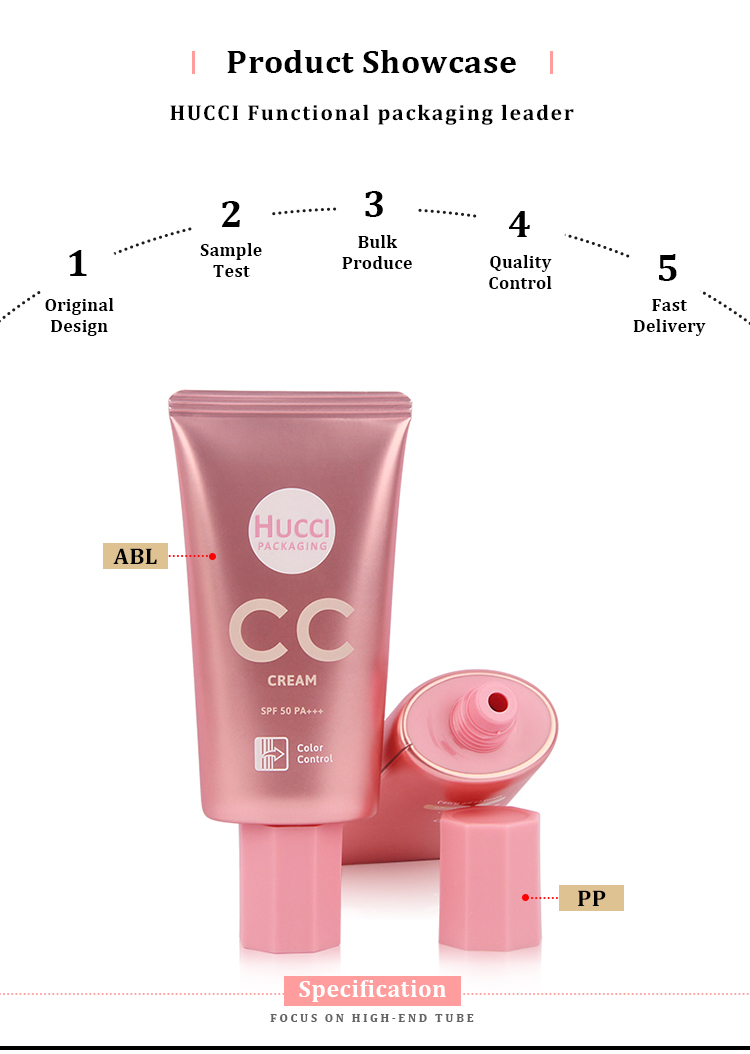 Product Showcase
HUCCI Functional packaging leader
1
Original
Design
2
Sample
Test
3
Bulk
Produce
4
Quality
Control
5
Fast
Delivery
HUCCI
PACKAGING
ABL
CC
CREAM
SPF 50 PA+++
Color
Control
PP
Specification
FOCUS ON HIGH-END TUBE